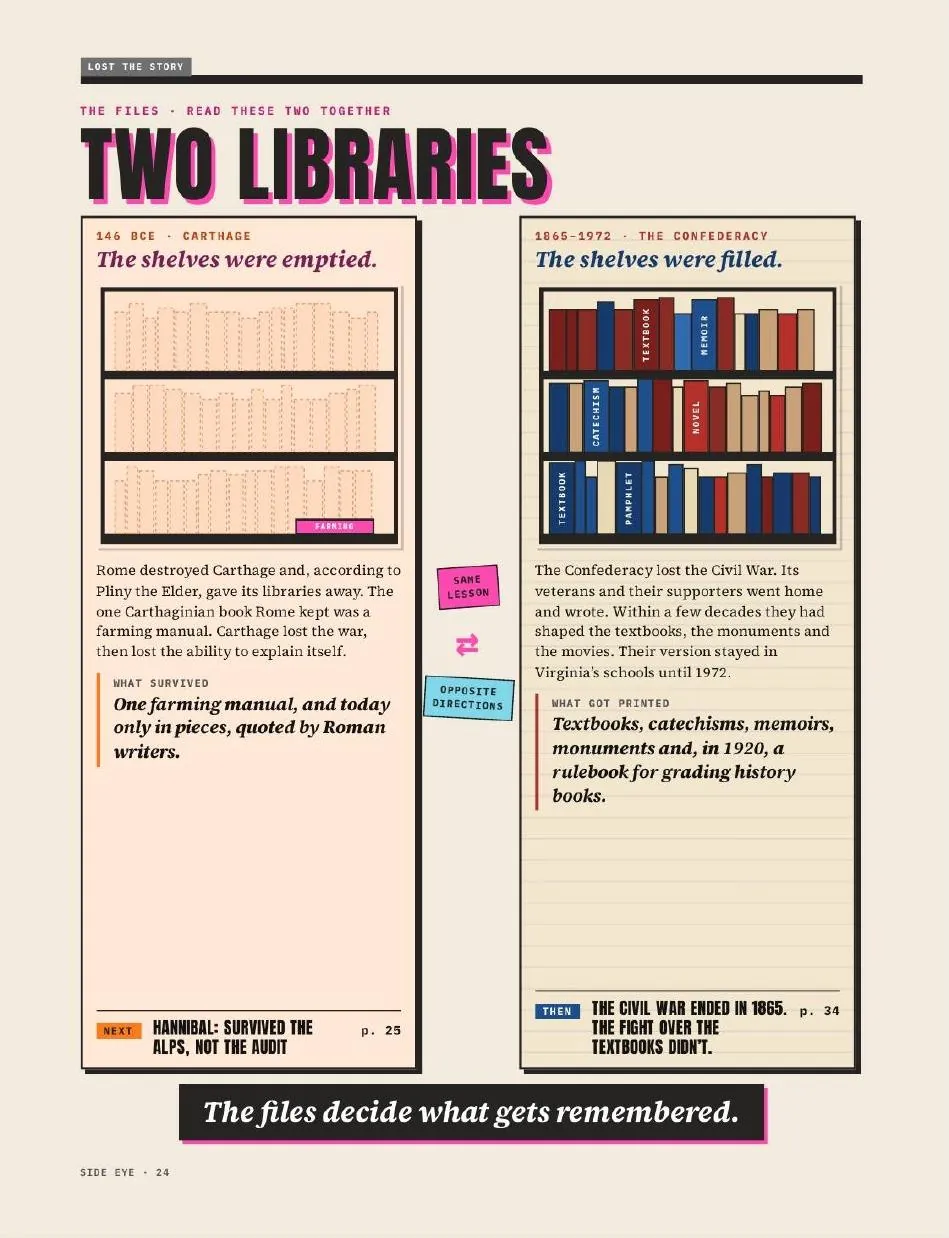 LOST THE STORY
THE FILES · READ THESE TWO TOGETHER
TWO LIBRARIES
146 BCE · CARTHAGE
The shelves were emptied.
FARMING
Rome destroyed Carthage and, according to
Pliny the Elder, gave its libraries away. The
one Carthaginian book Rome kept was a
farming manual. Carthage lost the war,
then lost the ability to explain itself.
WHAT SURVIVED
One farming manual, and today
only in pieces, quoted by Roman
writers.
NEXT
HANNIBAL: SURVIVED THE
ALPS, NOT THE AUDIT
p. 25
SAME
LESSON
⇄
OPPOSITE
DIRECTIONS
1865–1972 · THE CONFEDERACY
The shelves were filled.
TEXTBOOK
MEMOIR
CATECHISM
NOVEL
TEXTBOOK
PAMPHLET
The Confederacy lost the Civil War. Its
veterans and their supporters went home
and wrote. Within a few decades they had
shaped the textbooks, the monuments and
the movies. Their version stayed in
Virginia's schools until 1972.
WHAT GOT PRINTED
Textbooks, catechisms, memoirs,
monuments and, in 1920, a
rulebook for grading history
books.
THEN
THE CIVIL WAR ENDED IN 1865.
THE FIGHT OVER THE
TEXTBOOKS DIDN'T.
p. 34
The files decide what gets remembered.
SIDE EYE · 24